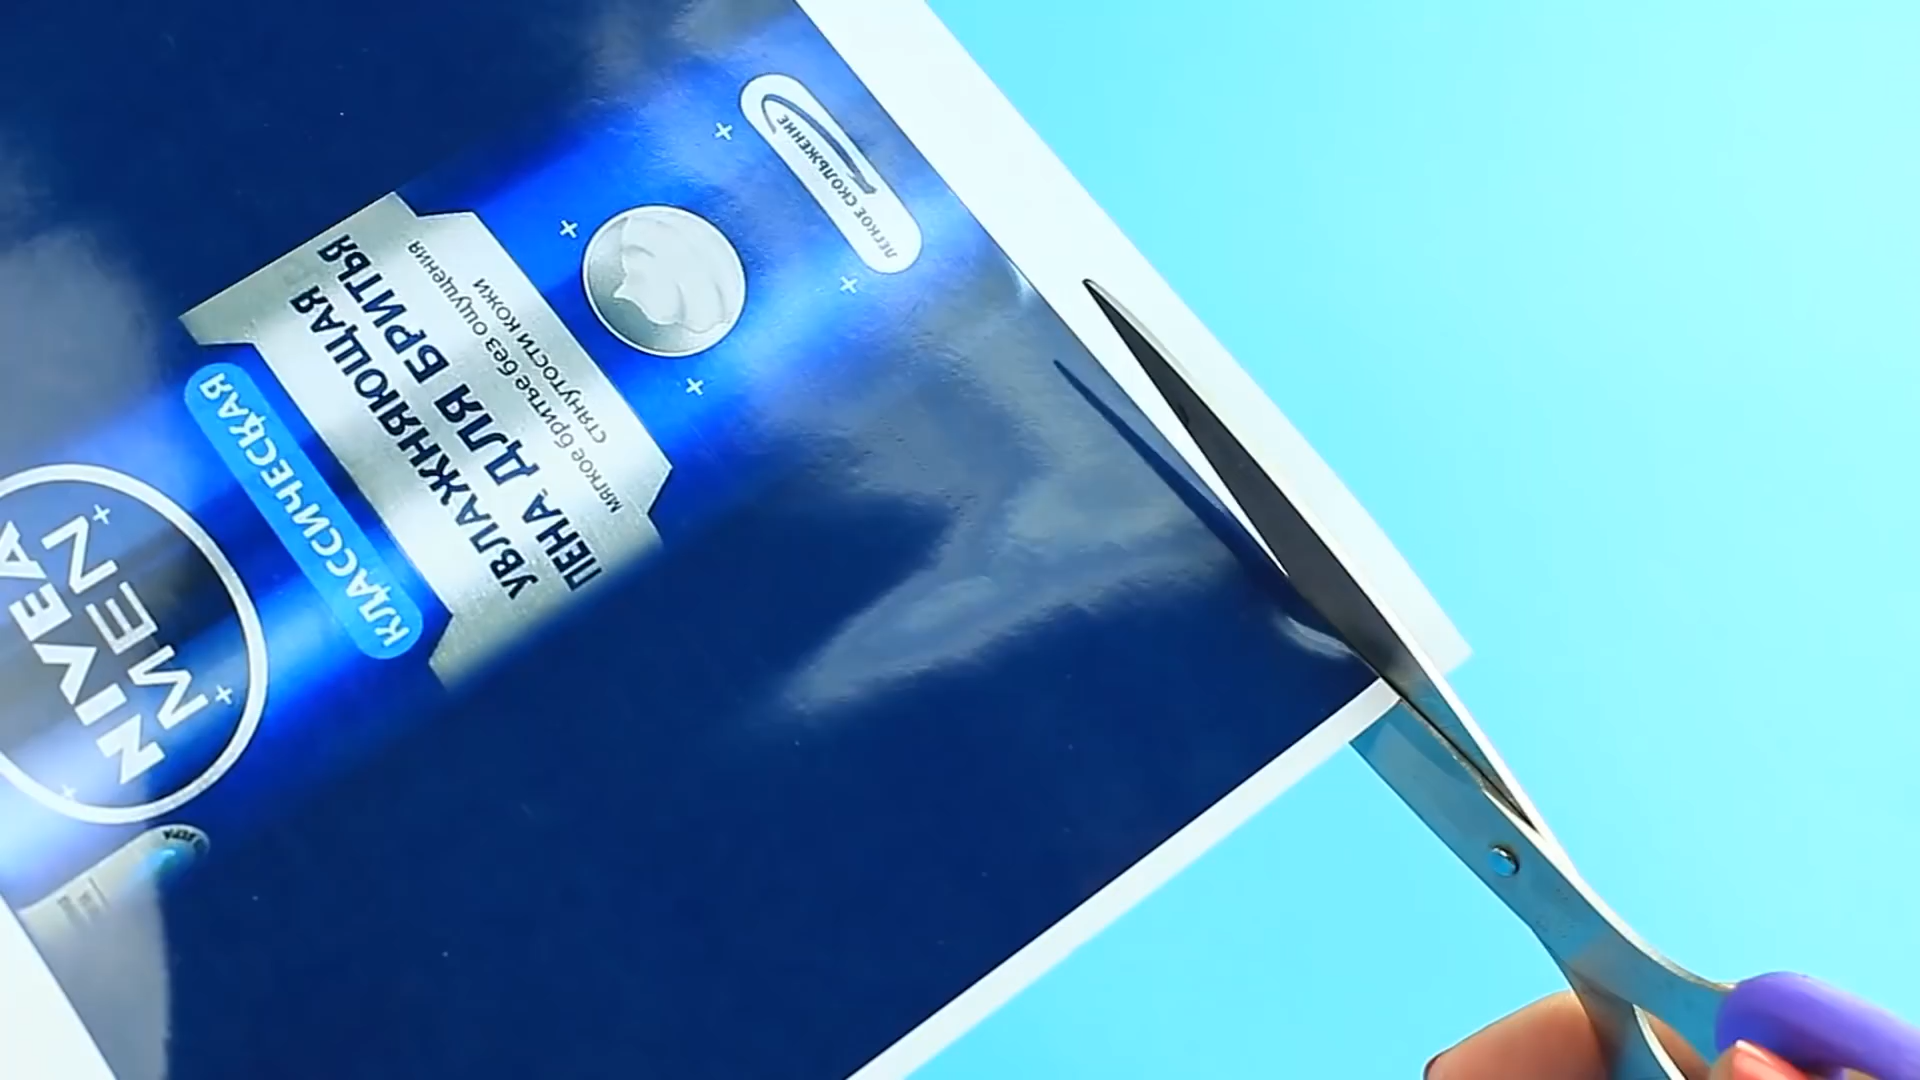 NIVEA
MEN
КЛАССИЧЕСКАЯ
УВЛАЖНЯЮЩАЯ
ПЕНА ДЛЯ БРИТЬЯ
мягкое бритье без ощущения
стянутости кожи
ЛЕГКОЕ СКОЛЬЖЕНИЕ